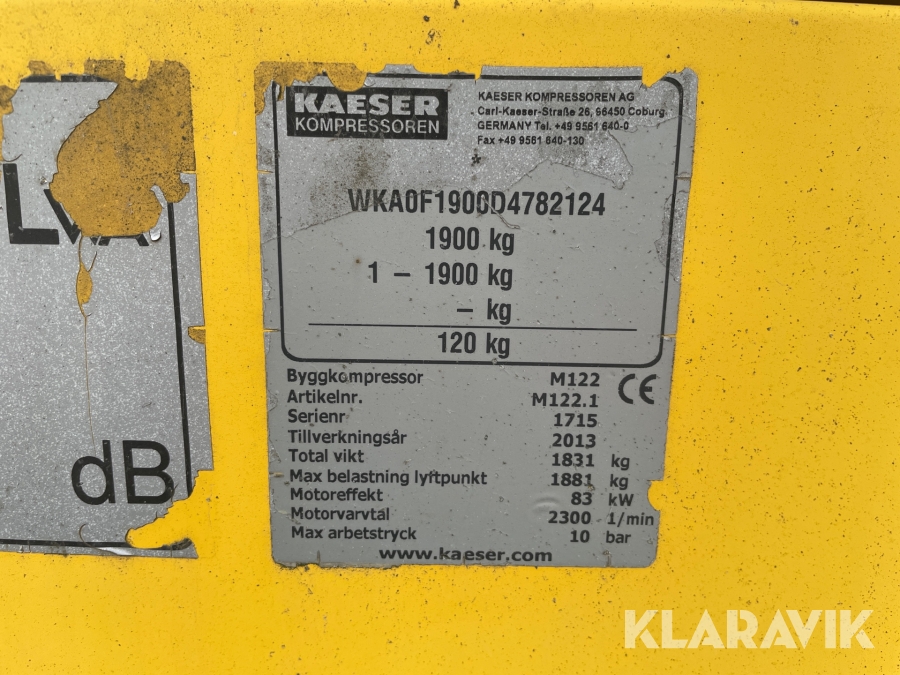 KAESER
KOMPRESSOREN
KAESER KOMPRESSOREN AG
Carl-Kaeser-Straße 26, 96450 Coburg
GERMANY Tel. +49 9561 640-0
Fax +49 9561 640-130
WKA0F1900D4782124
1900 kg
1 – 1900 kg
– kg
120 kg
Byggkompressor M122
Artikelnr. M122.1
Serienr 1715
Tillverkningsår 2013
Total vikt 1831 kg
Max belastning lyftpunkt 1881 kg
Motoreffekt 83 kW
Motorvarvtal 2300 1/min
Max arbetstryck 10 bar
www.kaeser.com
CE
LWA
dB
KLARAVIK